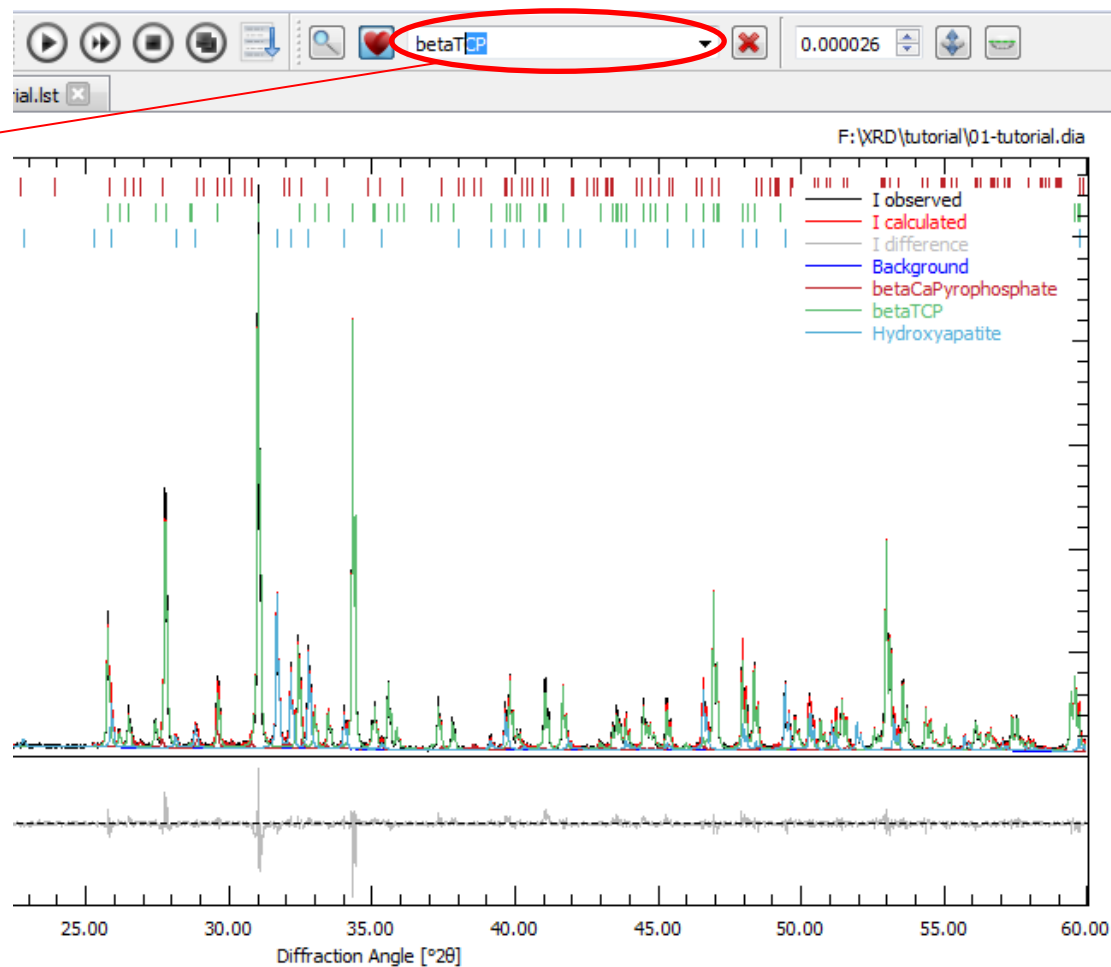 betaTCP
0.000026
ial.lst
F:\XRD\tutorial\01-tutorial.dia
I observed
I calculated
I difference
Background
betaCaPyrophosphate
betaTCP
Hydroxyapatite
25.00 30.00 35.00 40.00 45.00 50.00 55.00 60.00
Diffraction Angle [°2θ]